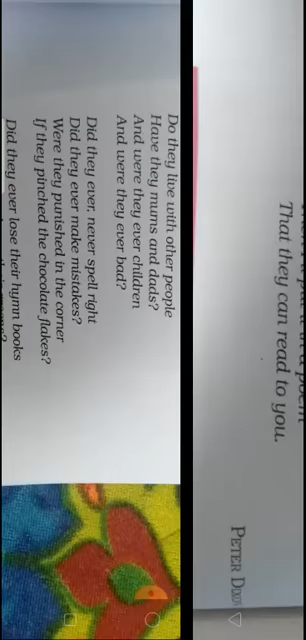 Do they live with other people
Have they mums and dads?
And were they ever children
And were they ever bad?
Did they ever, never spell right
Did they ever make mistakes?
Were they punished in the corner
If they pinched the chocolate flakes?
Did they ever lose their hymn books
poem
That they can read to you.
PETER